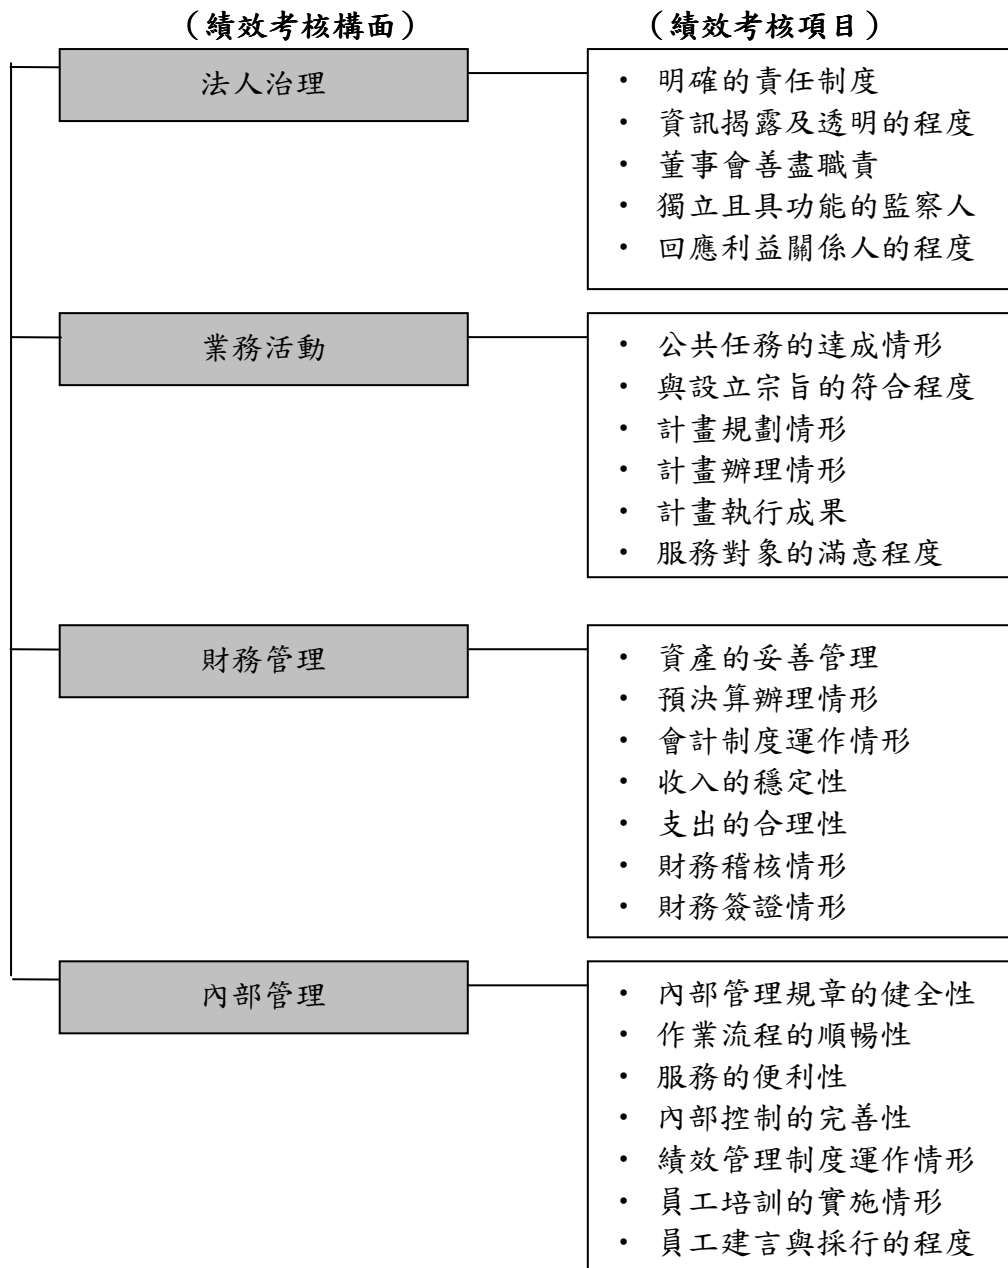 （績效考核構面） （績效考核項目）
法人治理
• 明確的責任制度
• 資訊揭露及透明的程度
• 董事會善盡職責
• 獨立且具功能的監察人
• 回應利益關係人的程度
業務活動
• 公共任務的達成情形
• 與設立宗旨的符合程度
• 計畫規劃情形
• 計畫辦理情形
• 計畫執行成果
• 服務對象的滿意程度
財務管理
• 資產的妥善管理
• 預決算辦理情形
• 會計制度運作情形
• 收入的穩定性
• 支出的合理性
• 財務稽核情形
• 財務簽證情形
內部管理
• 內部管理規章的健全性
• 作業流程的順暢性
• 服務的便利性
• 內部控制的完善性
• 績效管理制度運作情形
• 員工培訓的實施情形
• 員工建言與採行的程度